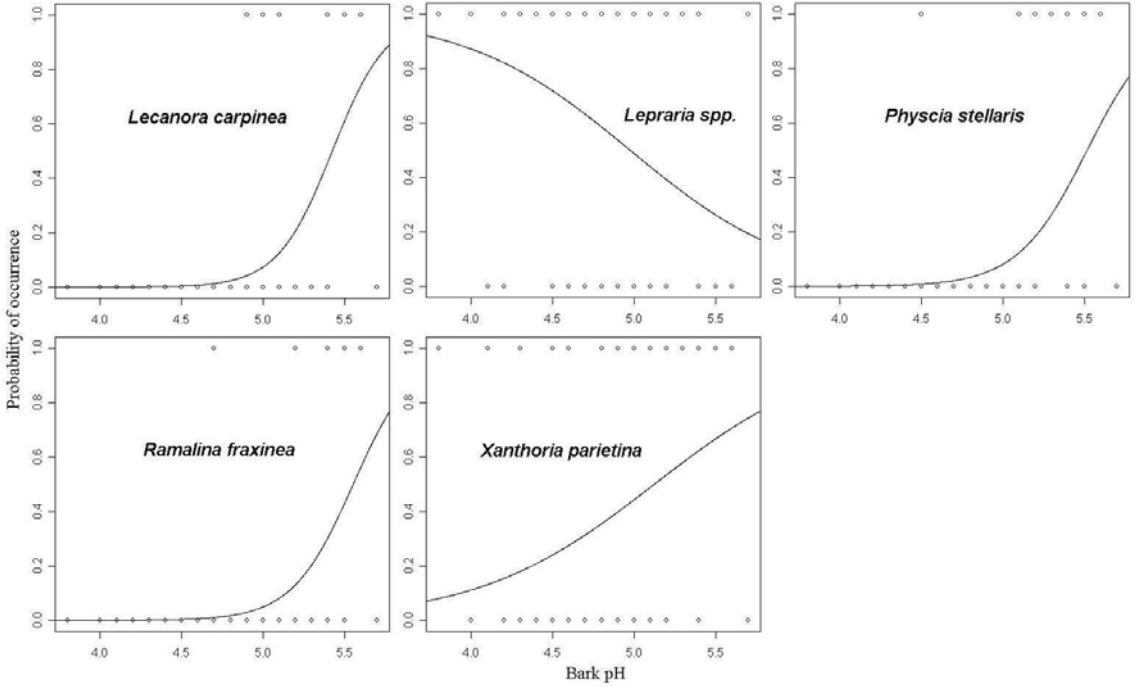 1.0
0.8
0.6
0.4
0.2
0.0
Lecanora carpinea
4.0 4.5 5.0 5.5
1.0
0.8
0.6
0.4
0.2
0.0
Lepraria spp.
4.0 4.5 5.0 5.5
1.0
0.8
0.6
0.4
0.2
0.0
Physcia stellaris
4.0 4.5 5.0 5.5
Probability of occurrence
1.0
0.8
0.6
0.4
0.2
0.0
Ramalina fraxinea
4.0 4.5 5.0 5.5
1.0
0.8
0.6
0.4
0.2
0.0
Xanthoria parietina
4.0 4.5 5.0 5.5
Bark pH